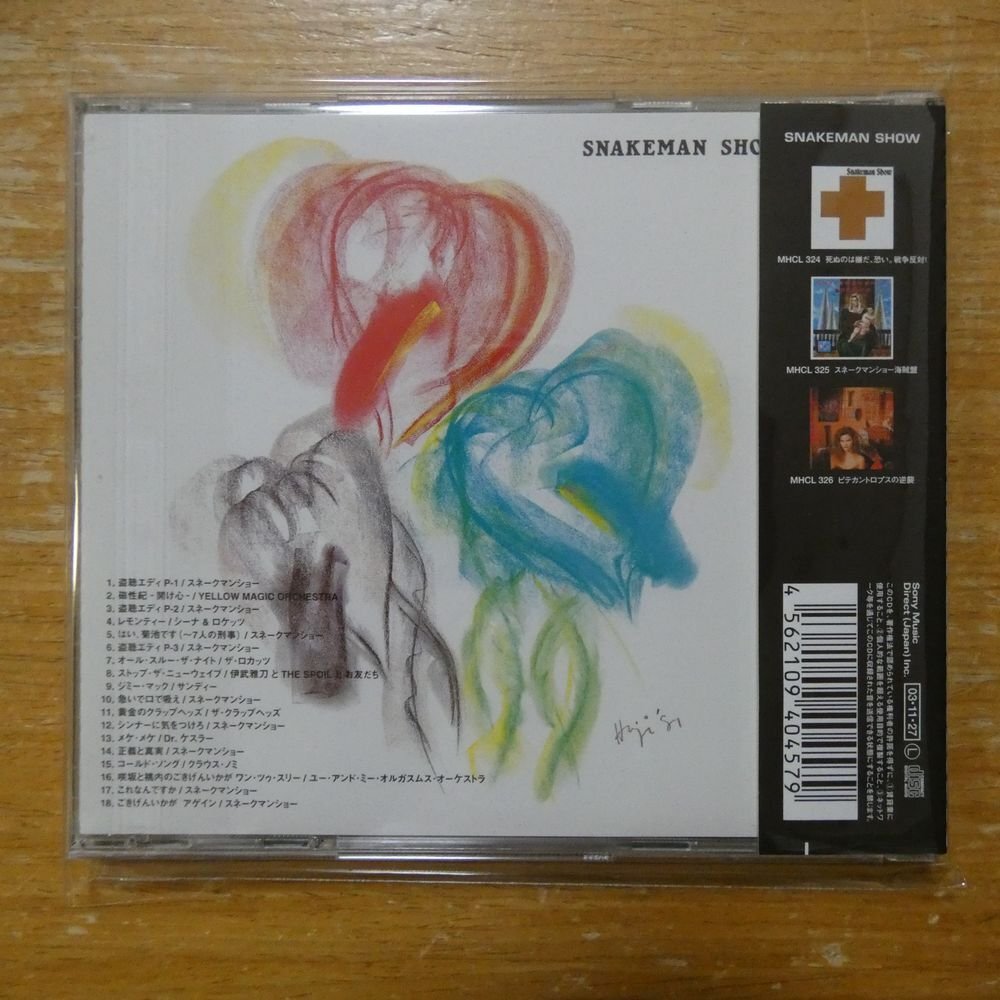 SNAKEMAN SHO
1. 盗聴エディ P-1 / スネークマンショー
2. 磁性紀 - 開け心 - / YELLOW MAGIC ORCHESTRA
3. 盗聴エディ P-2 / スネークマンショー
4. レモンティー / シーナ & ロケッツ
5. はい、菊池です (〜7人の刑事) / スネークマンショー
6. 盗聴エディ P-3 / スネークマンショー
7. オール・スルー・ザ・ナイト / ザ・ロカッツ
8. ストップ・ザ・ニューウェイブ / 伊武雅刀 と THE SPOIL と お友だち
9. ジミー・マック / サンディー
10. 急いで口で吸え / スネークマンショー
11. 黄金のクラップヘッズ / ザ・クラップヘッズ
12. シンナーに気をつけろ / スネークマンショー
13. メケ・メケ / Dr. ケスラー
14. 正義と真実 / スネークマンショー
15. コールド・ソング / クラウス・ノミ
16. 咲坂と桃内のごきげんいかが ワン・ツゥ・スリー / ユー・アンド・ミー・オルガスムス・オーケストラ
17. これなんですか / スネークマンショー
18. ごきげんいかが アゲイン / スネークマンショー
Hiji '81
SNAKEMAN SHOW
Snakeman Show
MHCL 324 死ぬのは嫌だ、恐い。戦争反対!
MHCL 325 スネークマンショー海賊盤
MHCL 326 ピテカントロプスの逆襲
Sony Music
Direct (Japan) Inc.
03・11・27
L
COMPACT disc DIGITAL AUDIO
4 562109 404579